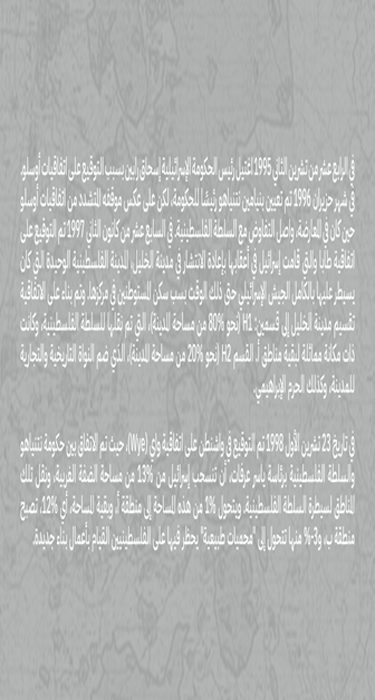 في الرابع عشر من تشرين الثاني 1995 اغتيل رئيس الحكومة الإسرائيلية إسحاق رابين بسبب التوقيع على اتفاقيات أوسلو.
في شهر حزيران 1996 تم تعيين بنيامين نتنياهو رئيسًا للحكومة. لكن على عكس موقفه المتشدد من اتفاقيات أوسلو
حين كان في المعارضة، واصل التفاوض مع السلطة الفلسطينية. في السابع عشر من كانون الثاني 1997 تم التوقيع على
اتفاقية طابا والتي قامت إسرائيل في أعقابها بإعادة الانتشار في مدينة الخليل، المدينة الفلسطينية الوحيدة التي كان
يسيطر عليها بالكامل الجيش الإسرائيلي حتى ذلك الوقت بسبب سكن المستوطنين في مركزها. وتم بناء على الاتفاقية
تقسيم مدينة الخليل إلى قسمين: H1 (نحو 80% من مساحة المدينة)، التي تم نقلها للسلطة الفلسطينية، وكانت
ذات مكانة مماثلة لبقية مناطق أ. القسم H2 (نحو 20% من مساحة المدينة)، الذي ضم النواة التاريخية والتجارية
للمدينة، وكذلك الحرم الإبراهيمي.
في تاريخ 23 تشرين الأول 1998 تم التوقيع في واشنطن على اتفاقية واي (Wye)، حيث تم الاتفاق بين حكومة نتنياهو
والسلطة الفلسطينية برئاسة ياسر عرفات، أن تنسحب إسرائيل من 13% من مساحة الضفة الغربية، ونقل تلك
المناطق لسيطرة السلطة الفلسطينية. ويتحول 1% من هذه المساحة إلى منطقة أ، وبقية المساحة، أي 12%، تصبح
منطقة ب، و3-% منها تتحول إلى "محميات طبيعية" يحظر فيها على الفلسطينيين القيام بأعمال بناء جديدة.